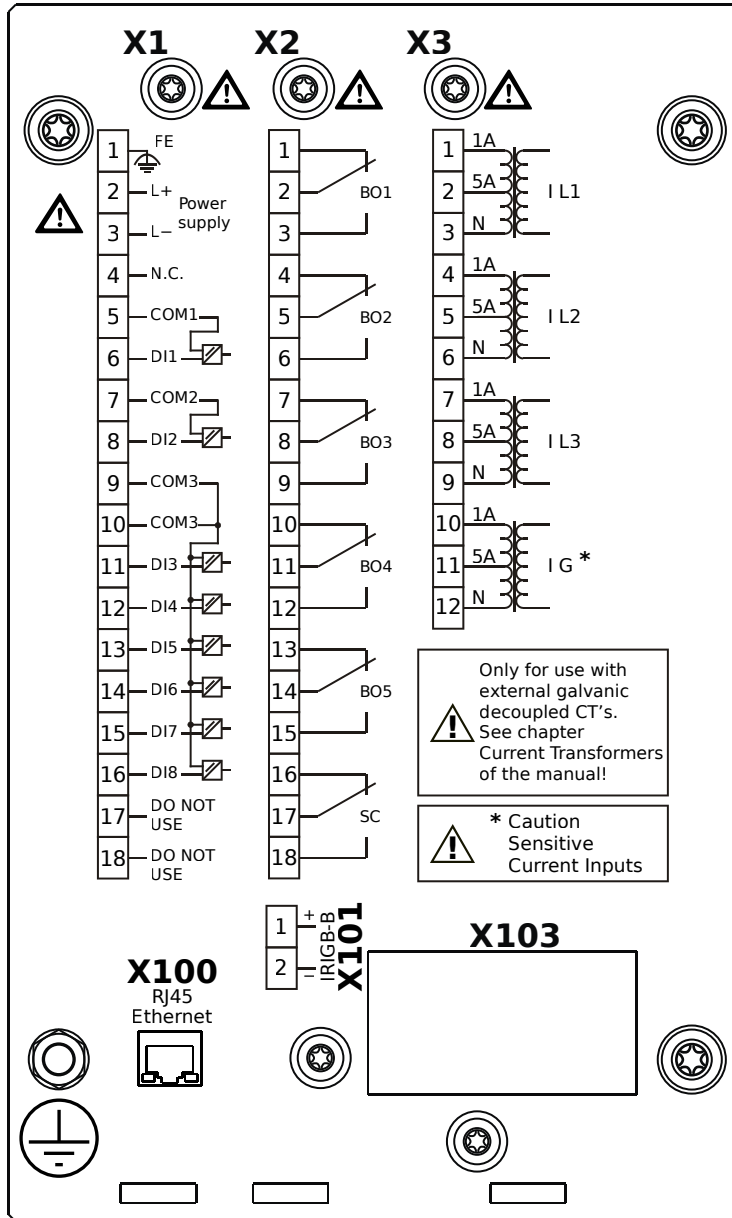 X1 X2 X3
1 FE
2 L+
Power
supply
3 L−
4 N.C.
5 COM1
6 DI1
7 COM2
8 DI2
9 COM3
10 COM3
11 DI3
12 DI4
13 DI5
14 DI6
15 DI7
16 DI8
17 DO NOT
USE
18 DO NOT
USE
1
2 BO1
3
4
5 BO2
6
7
8 BO3
9
10
11 BO4
12
13
14 BO5
15
16
17 SC
18
1 1A
2 5A I L1
3 N
4 1A
5 5A I L2
6 N
7 1A
8 5A I L3
9 N
10 1A
11 5A I G *
12 N
Only for use with
external galvanic
decoupled CT's.
See chapter
Current Transformers
of the manual!
* Caution
Sensitive
Current Inputs
1 +
2 −
IRIGB-B
X101
X103
X100
RJ45
Ethernet